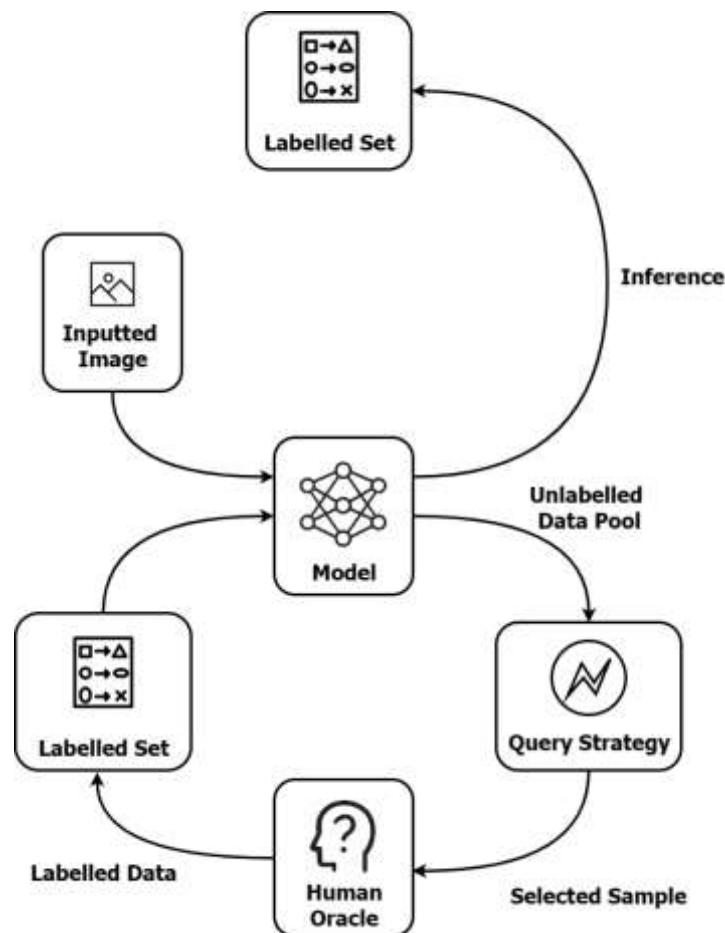 Labelled Set
Inputted
Image
Inference
Unlabelled
Data Pool
Model
Labelled Set
Query Strategy
Labelled Data
Human
Oracle
Selected Sample